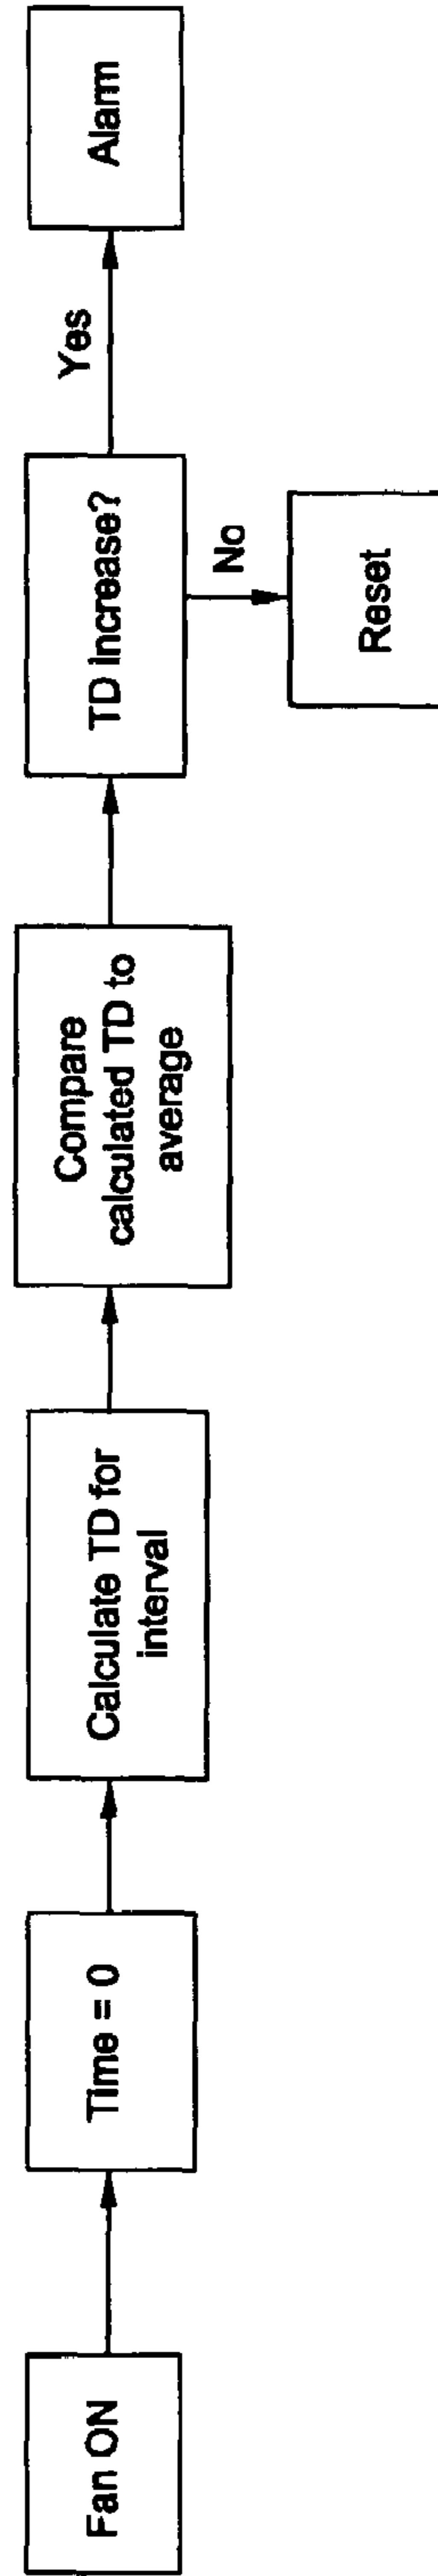 Fan ON
Time = 0
Calculate TD for
interval
Compare
calculated TD to
average
TD increase?
Yes
Alarm
No
Reset